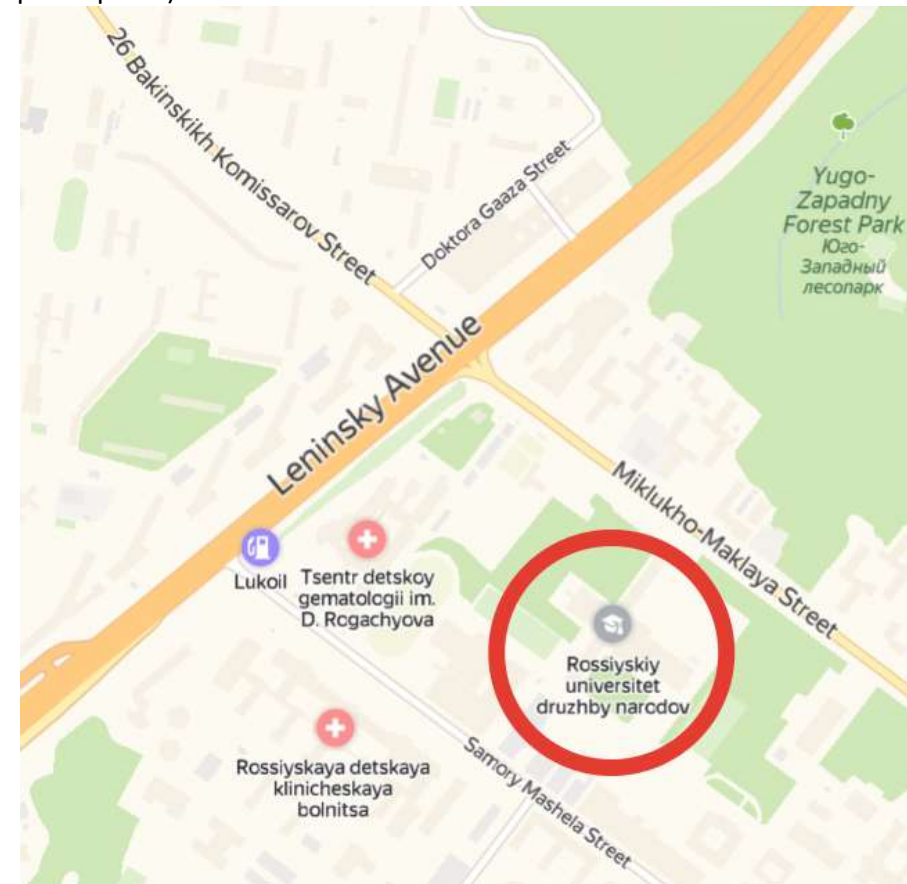 26 Bakinskikh Komissarov Street
Doktora Gaaza Street
Yugo-
Zapadny
Forest Park
Юго-
Западный
лесопарк
Leninsky Avenue
Miklukho-Maklaya Street
Lukoil
Tsentr detskoy
gematologii im.
D. Rogachyova
Rossiyskiy
universitet
druzhby narodov
Rossiyskaya detskaya
klinicheskaya
bolnitsa
Samory Mashela Street